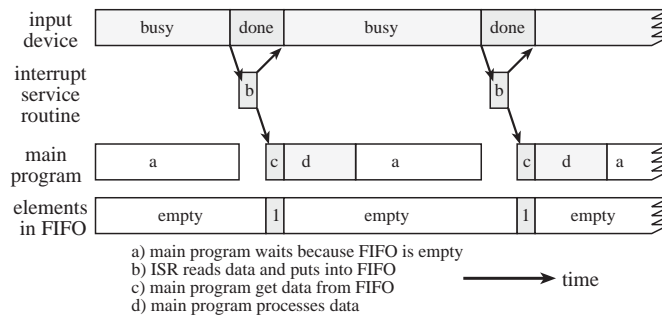 input
device
busy
done
busy
done
interrupt
service
routine
b
b
main
program
a
c
d
a
c
d
a
elements
in FIFO
empty
1
empty
1
empty
a) main program waits because FIFO is empty
b) ISR reads data and puts into FIFO
c) main program get data from FIFO
d) main program processes data
time